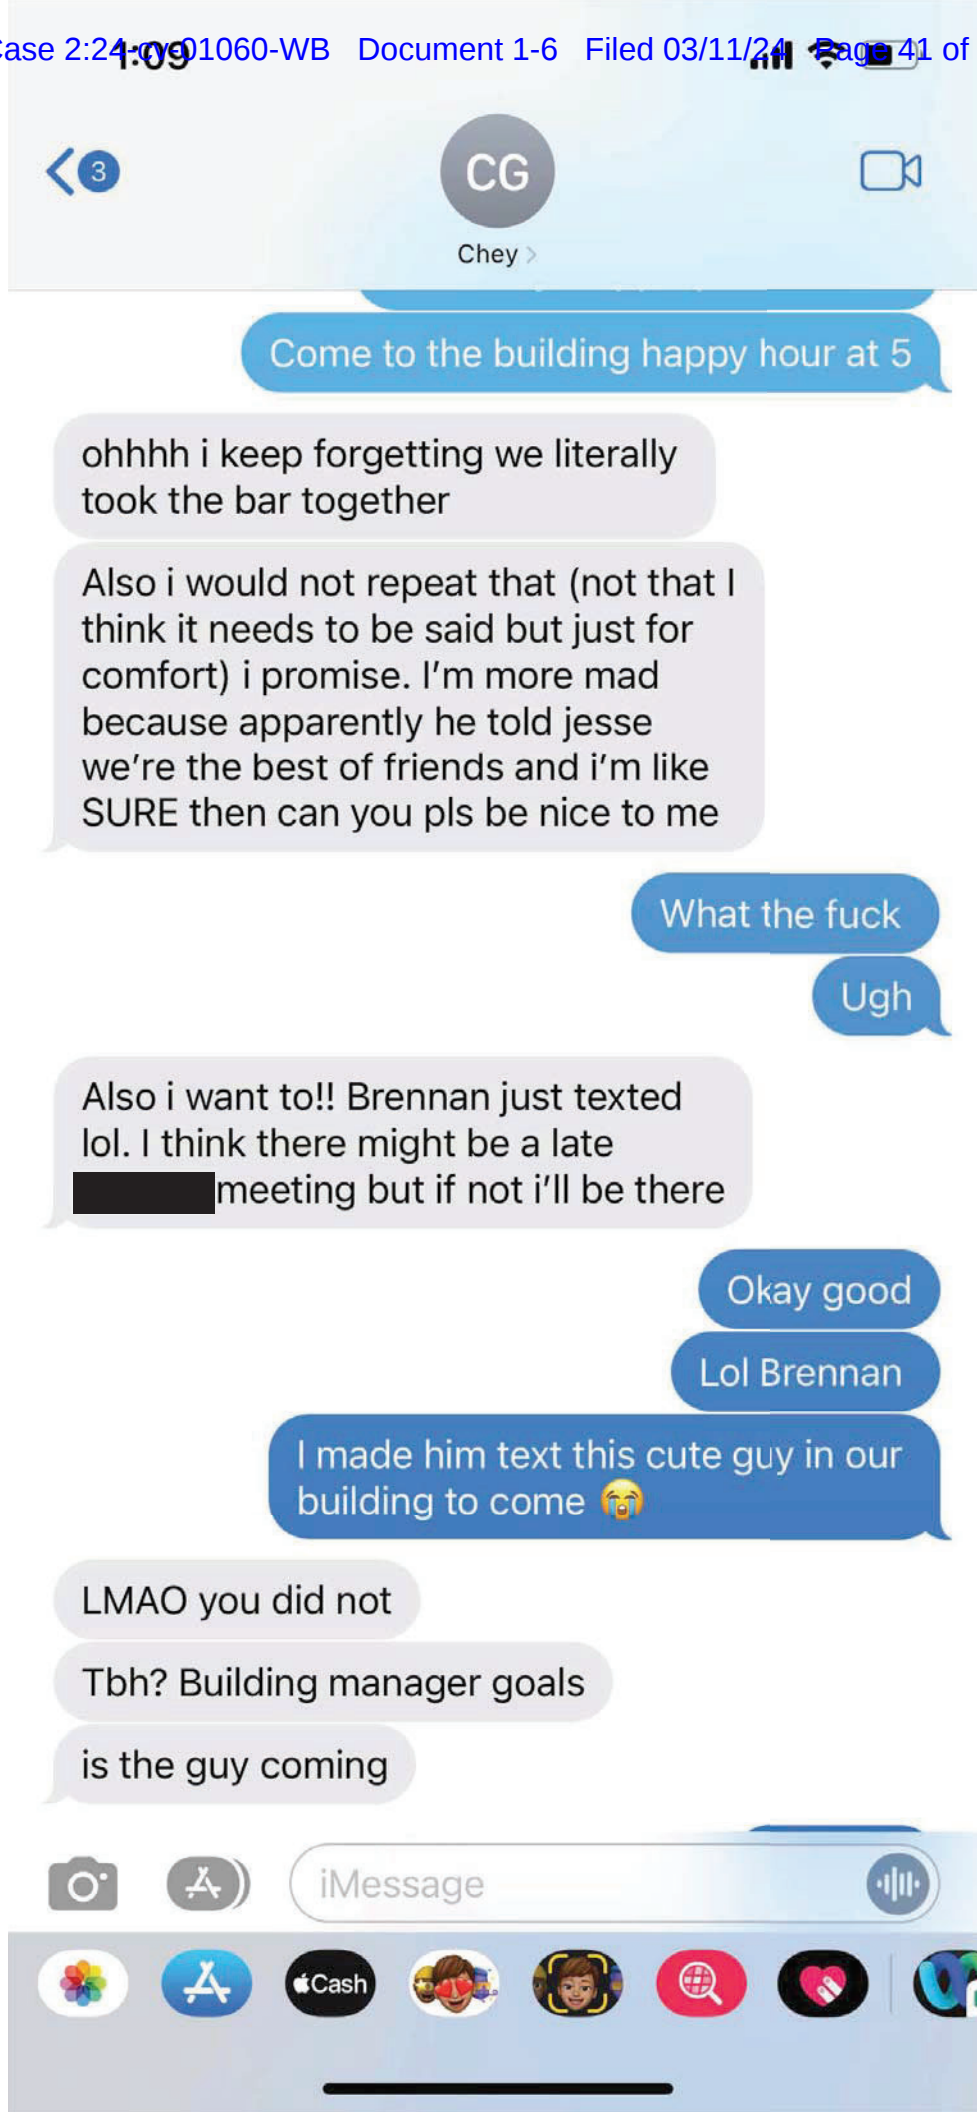 ase 2:24-cv-01060-WB Document 1-6 Filed 03/11/24 Page 41 of
1:09
3
CG
Chey
Come to the building happy hour at 5
ohhhh i keep forgetting we literally
took the bar together
Also i would not repeat that (not that I
think it needs to be said but just for
comfort) i promise. I'm more mad
because apparently he told jesse
we're the best of friends and i'm like
SURE then can you pls be nice to me
What the fuck
Ugh
Also i want to!! Brennan just texted
lol. I think there might be a late
meeting but if not i'll be there
Okay good
Lol Brennan
I made him text this cute guy in our
building to come 😭
LMAO you did not
Tbh? Building manager goals
is the guy coming
iMessage
Cash